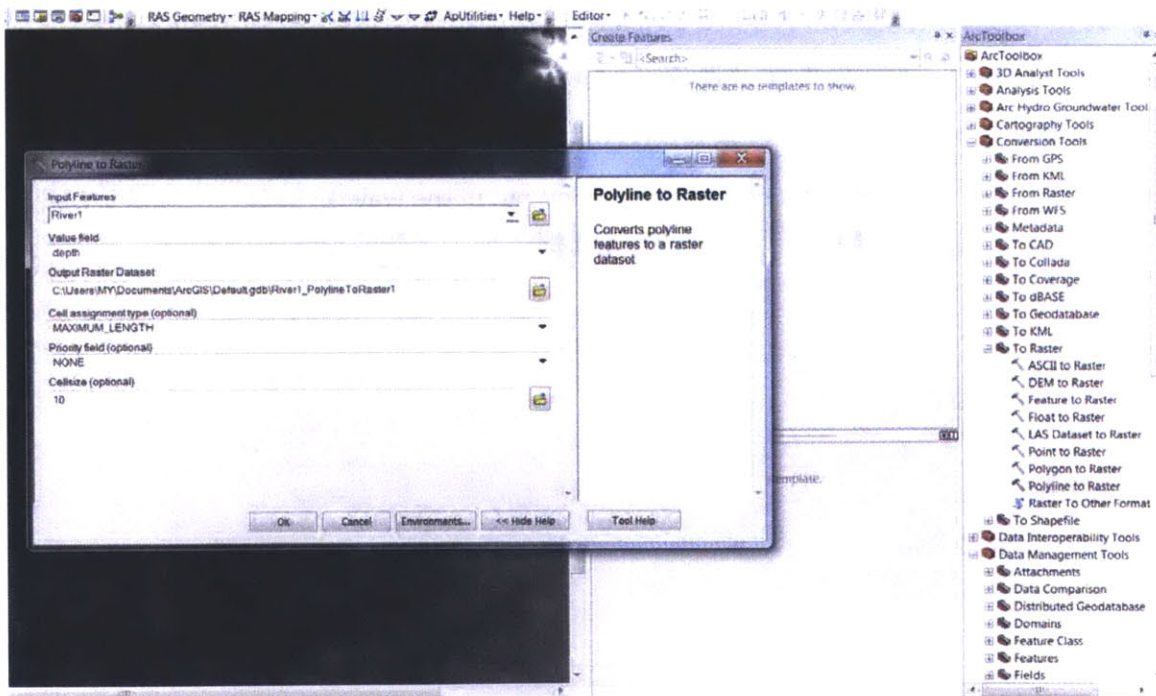 RAS Geometry RAS Mapping ApUtilities Help Editor
Create Features
<Search>
There are no templates to show.
Polyline to Raster
Input Features
River1
Value field
depth
Output Raster Dataset
C:\Users\MY\Documents\ArcGIS\Default.gdb\River1_PolylineToRaster1
Cell assignment type (optional)
MAXIMUM_LENGTH
Priority field (optional)
NONE
Cellsize (optional)
10
OK Cancel Environments... << Hide Help Tool Help
Polyline to Raster
Converts polyline
features to a raster
dataset
template.
ArcToolbox
ArcToolbox
3D Analyst Tools
Analysis Tools
Arc Hydro Groundwater Tool
Cartography Tools
Conversion Tools
From GPS
From KML
From Raster
From WFS
Metadata
To CAD
To Collada
To Coverage
To dBASE
To Geodatabase
To KML
To Raster
ASCII to Raster
DEM to Raster
Feature to Raster
Float to Raster
LAS Dataset to Raster
Point to Raster
Polygon to Raster
Polyline to Raster
Raster To Other Format
To Shapefile
Data Interoperability Tools
Data Management Tools
Attachments
Data Comparison
Distributed Geodatabase
Domains
Feature Class
Features
Fields